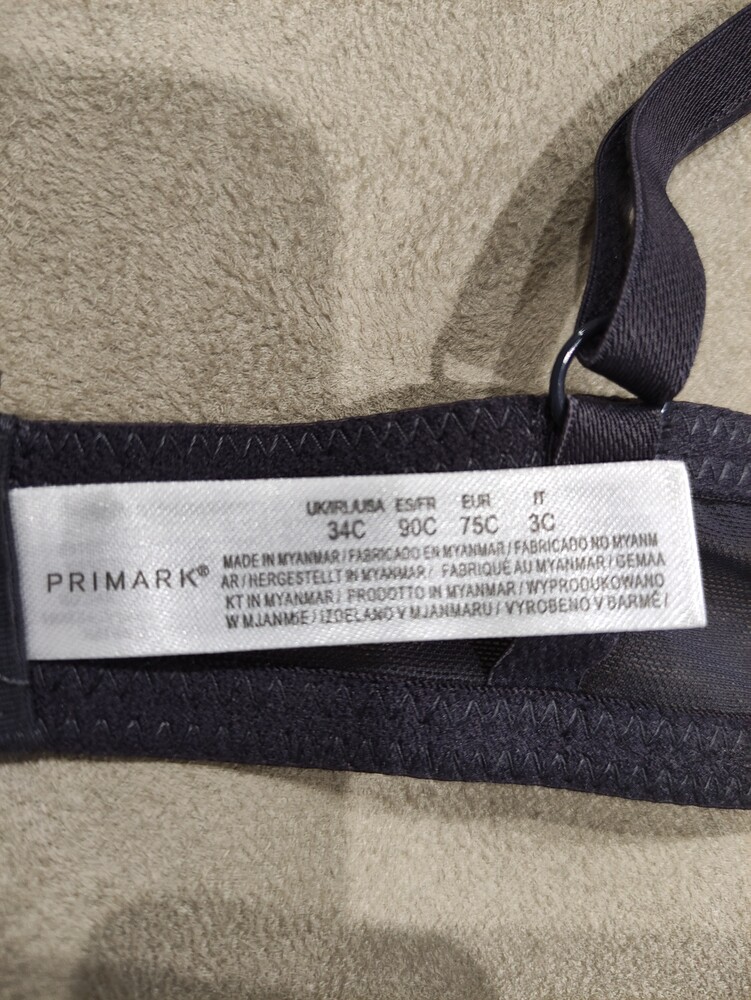 UK/IRL/USA ES/FR EUR IT
34C 90C 75C 3C
PRIMARK®
MADE IN MYANMAR / FABRICADO EN MYANMAR / FABRICADO NO MYANM
AR / HERGESTELLT IN MYANMAR / FABRIQUÉ AU MYANMAR / GEMAA
KT IN MYANMAR / PRODOTTO IN MYANMAR / WYPRODUKOWANO
W MJANMIE / IZDELANO V MJANMARU / VYROBENO V BARMĚ /